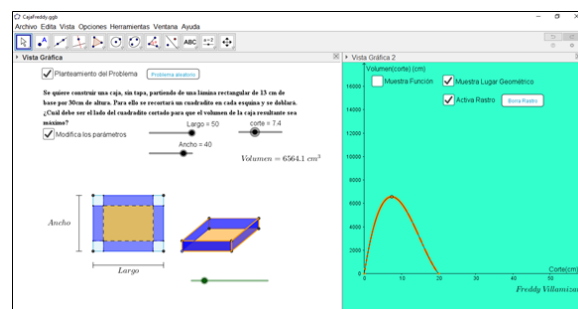 CajaFreddy.ggb
Archivo Edita Vista Opciones Herramientas Ventana Ayuda
ABC
a=2
Vista Gráfica
Vista Gráfica 2
Planteamiento del Problema
Problema aleatorio
Se quiere construir una caja, sin tapa, partiendo de una lamina rectangular de 13 cm de
base por 30cm de altura. Para ello se recortará un cuadradito en cada esquina y se doblara.
¿Cuál debe ser el lado del cuadradito cortado para que el volumen de la caja resultante sea
máximo?
Modifica los parámetros
Largo = 50
corte = 7.4
Ancho = 40
Volumen = 6564.1 cm³
Ancho
Largo
Volumen(corte) (cm)
Muestra Función
Muestra Lugar Geométrico
Activa Rastro
Borra Rastro
16000
14000
12000
10000
8000
6000
4000
2000
0
0 10 20 30 40 50
Corte(cm)
Freddy Villamizar